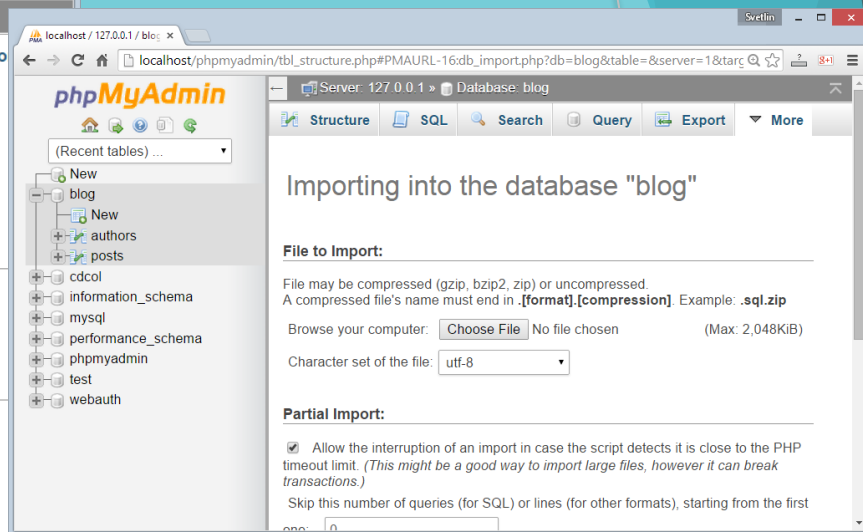 Svetlin
localhost / 127.0.0.1 / blog
localhost/phpmyadmin/tbl_structure.php#PMAURL-16:db_import.php?db=blog&table=&server=1&targ
phpMyAdmin
(Recent tables) ...
New
blog
New
authors
posts
cdcol
information_schema
mysql
performance_schema
phpmyadmin
test
webauth
Server: 127.0.0.1 » Database: blog
Structure SQL Search Query Export More
Importing into the database "blog"
File to Import:
File may be compressed (gzip, bzip2, zip) or uncompressed.
A compressed file's name must end in .[format].[compression]. Example: .sql.zip
Browse your computer: Choose File No file chosen (Max: 2,048KiB)
Character set of the file: utf-8
Partial Import:
Allow the interruption of an import in case the script detects it is close to the PHP
timeout limit. (This might be a good way to import large files, however it can break
transactions.)
Skip this number of queries (for SQL) or lines (for other formats), starting from the first
one: 0